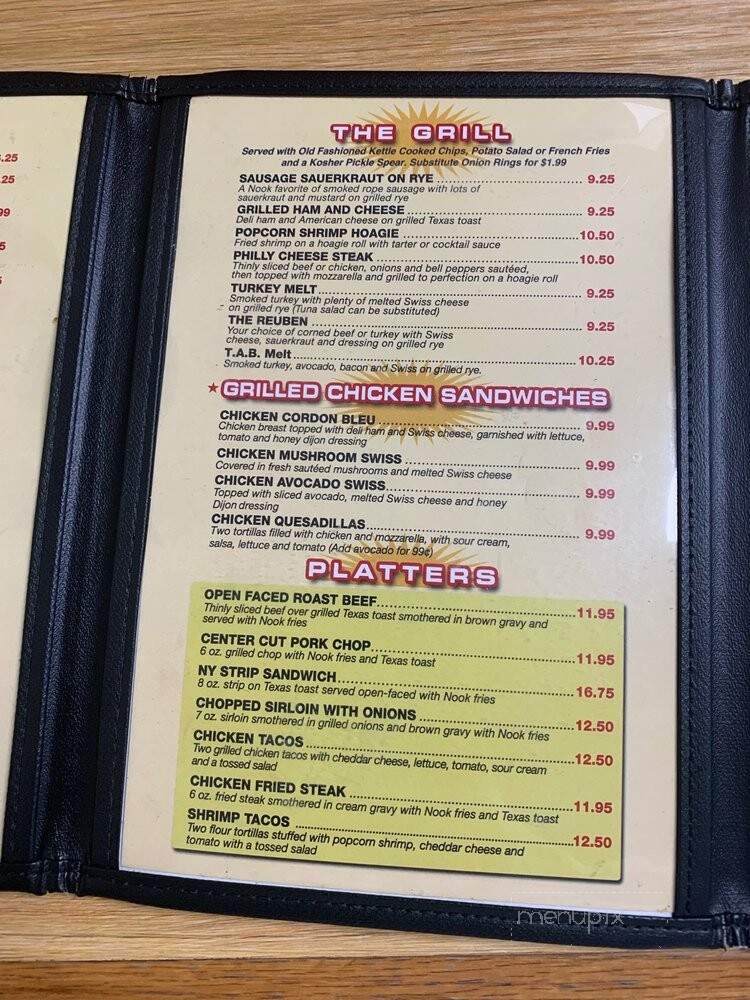 .25
.25
99
5
THE GRILL
Served with Old Fashioned Kettle Cooked Chips, Potato Salad or French Fries
and a Kosher Pickle Spear. Substitute Onion Rings for $1.99
SAUSAGE SAUERKRAUT ON RYE 9.25
A Nook favorite of smoked rope sausage with lots of
sauerkraut and mustard on grilled rye
GRILLED HAM AND CHEESE 9.25
Deli ham and American cheese on grilled Texas toast
POPCORN SHRIMP HOAGIE 10.50
Fried shrimp on a hoagie roll with tarter or cocktail sauce
PHILLY CHEESE STEAK 10.50
Thinly sliced beef or chicken, onions and bell peppers sautéed,
then topped with mozzarella and grilled to perfection on a hoagie roll
TURKEY MELT 9.25
Smoked turkey with plenty of melted Swiss cheese
on grilled rye (Tuna salad can be substituted)
THE REUBEN 9.25
Your choice of corned beef or turkey with Swiss
cheese, sauerkraut and dressing on grilled rye
T.A.B. Melt 10.25
Smoked turkey, avocado, bacon and Swiss on grilled rye.
★GRILLED CHICKEN SANDWICHES
CHICKEN CORDON BLEU 9.99
Chicken breast topped with deli ham and Swiss cheese, garnished with lettuce,
tomato and honey dijon dressing
CHICKEN MUSHROOM SWISS 9.99
Covered in fresh sautéed mushrooms and melted Swiss cheese
CHICKEN AVOCADO SWISS 9.99
Topped with sliced avocado, melted Swiss cheese and honey
Dijon dressing
CHICKEN QUESADILLAS 9.99
Two tortillas filled with chicken and mozzarella, with sour cream,
salsa, lettuce and tomato (Add avocado for 99¢)
PLATTERS
OPEN FACED ROAST BEEF 11.95
Thinly sliced beef over grilled Texas toast smothered in brown gravy and
served with Nook fries
CENTER CUT PORK CHOP 11.95
6 oz. grilled chop with Nook fries and Texas toast
NY STRIP SANDWICH 16.75
8 oz. strip on Texas toast served open-faced with Nook fries
CHOPPED SIRLOIN WITH ONIONS 12.50
7 oz. sirloin smothered in grilled onions and brown gravy with Nook fries
CHICKEN TACOS 12.50
Two grilled chicken tacos with cheddar cheese, lettuce, tomato, sour cream
and a tossed salad
CHICKEN FRIED STEAK 11.95
6 oz. fried steak smothered in cream gravy with Nook fries and Texas toast
SHRIMP TACOS 12.50
Two flour tortillas stuffed with popcorn shrimp, cheddar cheese and
tomato with a tossed salad
menupix